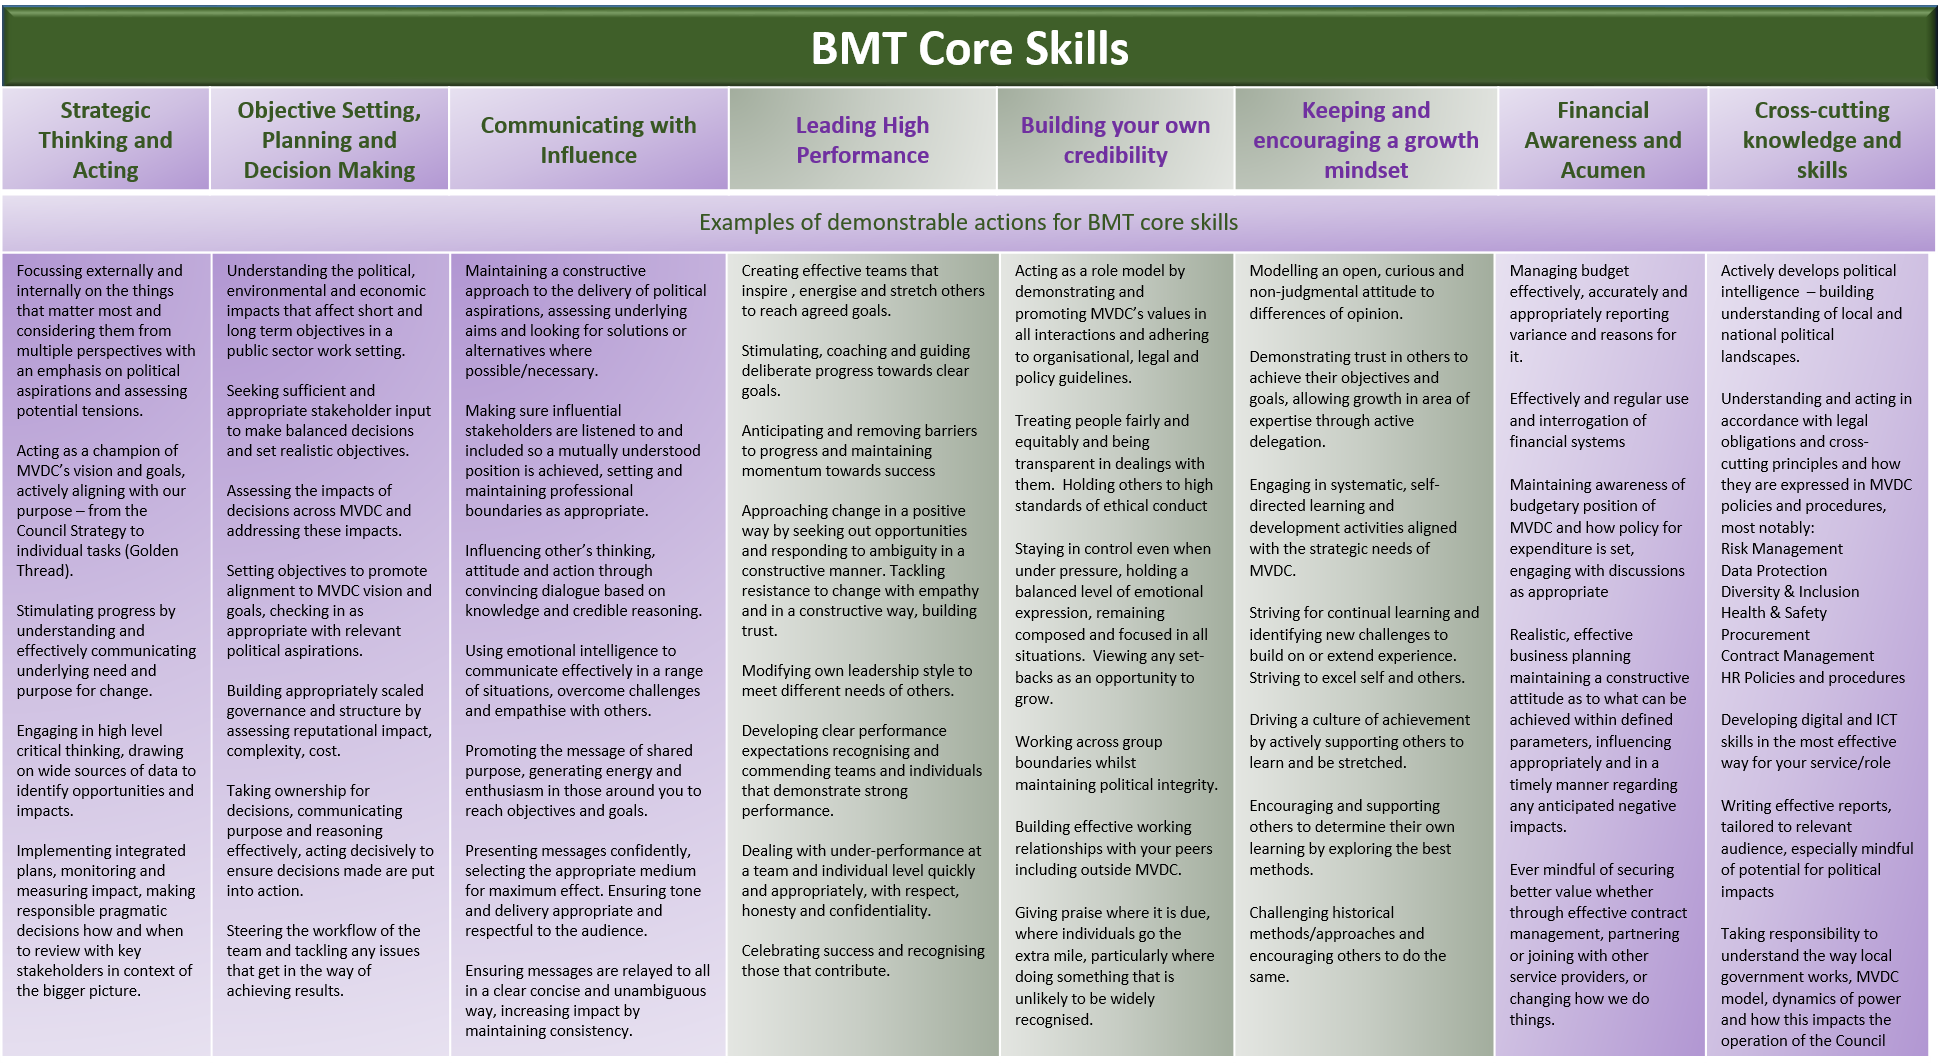 BMT Core Skills
Strategic
Thinking and
Acting
Objective Setting,
Planning and
Decision Making
Communicating with
Influence
Leading High
Performance
Building your own
credibility
Keeping and
encouraging a growth
mindset
Financial
Awareness and
Acumen
Cross-cutting
knowledge and
skills
Examples of demonstrable actions for BMT core skills
Focussing externally and
internally on the things
that matter most and
considering them from
multiple perspectives with
an emphasis on political
aspirations and assessing
potential tensions.
Acting as a champion of
MVDC's vision and goals,
actively aligning with our
purpose – from the
Council Strategy to
individual tasks (Golden
Thread).
Stimulating progress by
understanding and
effectively communicating
underlying need and
purpose for change.
Engaging in high level
critical thinking, drawing
on wide sources of data to
identify opportunities and
impacts.
Implementing integrated
plans, monitoring and
measuring impact, making
responsible pragmatic
decisions how and when
to review with key
stakeholders in context of
the bigger picture.
Understanding the political,
environmental and economic
impacts that affect short and
long term objectives in a
public sector work setting.
Seeking sufficient and
appropriate stakeholder input
to make balanced decisions
and set realistic objectives.
Assessing the impacts of
decisions across MVDC and
addressing these impacts.
Setting objectives to promote
alignment to MVDC vision and
goals, checking in as
appropriate with relevant
political aspirations.
Building appropriately scaled
governance and structure by
assessing reputational impact,
complexity, cost.
Taking ownership for
decisions, communicating
purpose and reasoning
effectively, acting decisively to
ensure decisions made are put
into action.
Steering the workflow of the
team and tackling any issues
that get in the way of
achieving results.
Maintaining a constructive
approach to the delivery of political
aspirations, assessing underlying
aims and looking for solutions or
alternatives where
possible/necessary.
Making sure influential
stakeholders are listened to and
included so a mutually understood
position is achieved, setting and
maintaining professional
boundaries as appropriate.
Influencing other's thinking,
attitude and action through
convincing dialogue based on
knowledge and credible reasoning.
Using emotional intelligence to
communicate effectively in a range
of situations, overcome challenges
and empathise with others.
Promoting the message of shared
purpose, generating energy and
enthusiasm in those around you to
reach objectives and goals.
Presenting messages confidently,
selecting the appropriate medium
for maximum effect. Ensuring tone
and delivery appropriate and
respectful to the audience.
Ensuring messages are relayed to all
in a clear concise and unambiguous
way, increasing impact by
maintaining consistency.
Creating effective teams that
inspire , energise and stretch others
to reach agreed goals.
Stimulating, coaching and guiding
deliberate progress towards clear
goals.
Anticipating and removing barriers
to progress and maintaining
momentum towards success
Approaching change in a positive
way by seeking out opportunities
and responding to ambiguity in a
constructive manner. Tackling
resistance to change with empathy
and in a constructive way, building
trust.
Modifying own leadership style to
meet different needs of others.
Developing clear performance
expectations recognising and
commending teams and individuals
that demonstrate strong
performance.
Dealing with under-performance at
a team and individual level quickly
and appropriately, with respect,
honesty and confidentiality.
Celebrating success and recognising
those that contribute.
Acting as a role model by
demonstrating and
promoting MVDC's values in
all interactions and adhering
to organisational, legal and
policy guidelines.
Treating people fairly and
equitably and being
transparent in dealings with
them.  Holding others to high
standards of ethical conduct
Staying in control even when
under pressure, holding a
balanced level of emotional
expression, remaining
composed and focused in all
situations.  Viewing any set-
backs as an opportunity to
grow.
Working across group
boundaries whilst
maintaining political integrity.
Building effective working
relationships with your peers
including outside MVDC.
Giving praise where it is due,
where individuals go the
extra mile, particularly where
doing something that is
unlikely to be widely
recognised.
Modelling an open, curious and
non-judgmental attitude to
differences of opinion.
Demonstrating trust in others to
achieve their objectives and
goals, allowing growth in area of
expertise through active
delegation.
Engaging in systematic, self-
directed learning and
development activities aligned
with the strategic needs of
MVDC.
Striving for continual learning and
identifying new challenges to
build on or extend experience.
Striving to excel self and others.
Driving a culture of achievement
by actively supporting others to
learn and be stretched.
Encouraging and supporting
others to determine their own
learning by exploring the best
methods.
Challenging historical
methods/approaches and
encouraging others to do the
same.
Managing budget
effectively, accurately and
appropriately reporting
variance and reasons for
it.
Effectively and regular use
and interrogation of
financial systems
Maintaining awareness of
budgetary position of
MVDC and how policy for
expenditure is set,
engaging with discussions
as appropriate
Realistic, effective
business planning
maintaining a constructive
attitude as to what can be
achieved within defined
parameters, influencing
appropriately and in a
timely manner regarding
any anticipated negative
impacts.
Ever mindful of securing
better value whether
through effective contract
management, partnering
or joining with other
service providers, or
changing how we do
things.
Actively develops political
intelligence  – building
understanding of local and
national political
landscapes.
Understanding and acting in
accordance with legal
obligations and cross-
cutting principles and how
they are expressed in MVDC
policies and procedures,
most notably:
Risk Management
Data Protection
Diversity & Inclusion
Health & Safety
Procurement
Contract Management
HR Policies and procedures
Developing digital and ICT
skills in the most effective
way for your service/role
Writing effective reports,
tailored to relevant
audience, especially mindful
of potential for political
impacts
Taking responsibility to
understand the way local
government works, MVDC
model, dynamics of power
and how this impacts the
operation of the Council